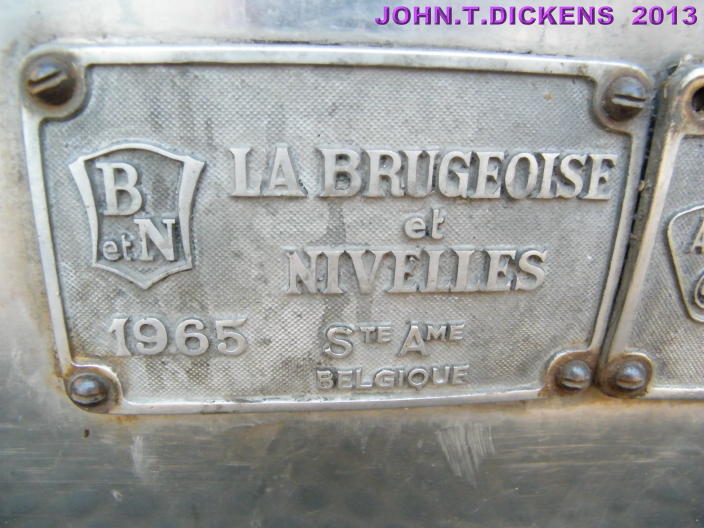 JOHN.T.DICKENS 2013
B
et N
LA BRUGEOISE
et
NIVELLES
1965
STE AME
BELGIQUE
A